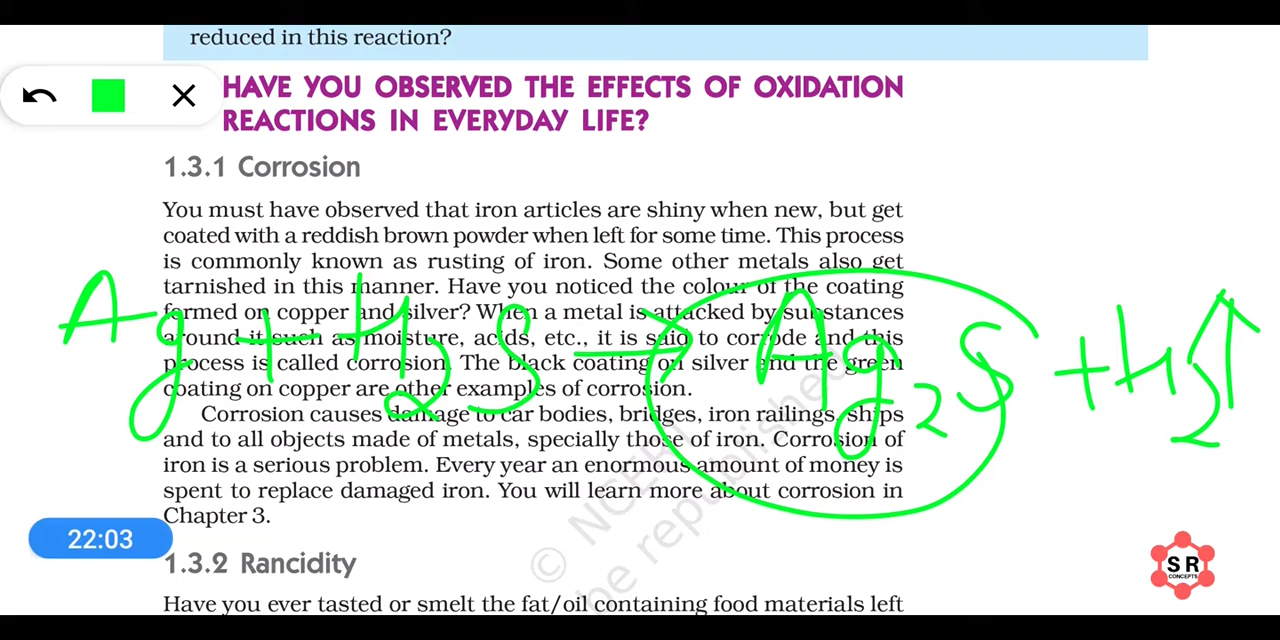 reduced in this reaction?
HAVE YOU OBSERVED THE EFFECTS OF OXIDATION
REACTIONS IN EVERYDAY LIFE?
1.3.1 Corrosion
You must have observed that iron articles are shiny when new, but get
coated with a reddish brown powder when left for some time. This process
is commonly known as rusting of iron. Some other metals also get
tarnished in this manner. Have you noticed the colour of the coating
formed on copper and silver? When a metal is attacked by substances
around it such as moisture, acids, etc., it is said to corrode and this
process is called corrosion. The black coating on silver and the green
coating on copper are other examples of corrosion.
Ag + H2S → Ag2S + H2↑
Corrosion causes damage to car bodies, bridges, iron railings, ships
and to all objects made of metals, specially those of iron. Corrosion of
iron is a serious problem. Every year an enormous amount of money is
spent to replace damaged iron. You will learn more about corrosion in
Chapter 3.
22:03
1.3.2 Rancidity
Have you ever tasted or smelt the fat/oil containing food materials left
© NCERT
be republished
S R
CONCEPTS